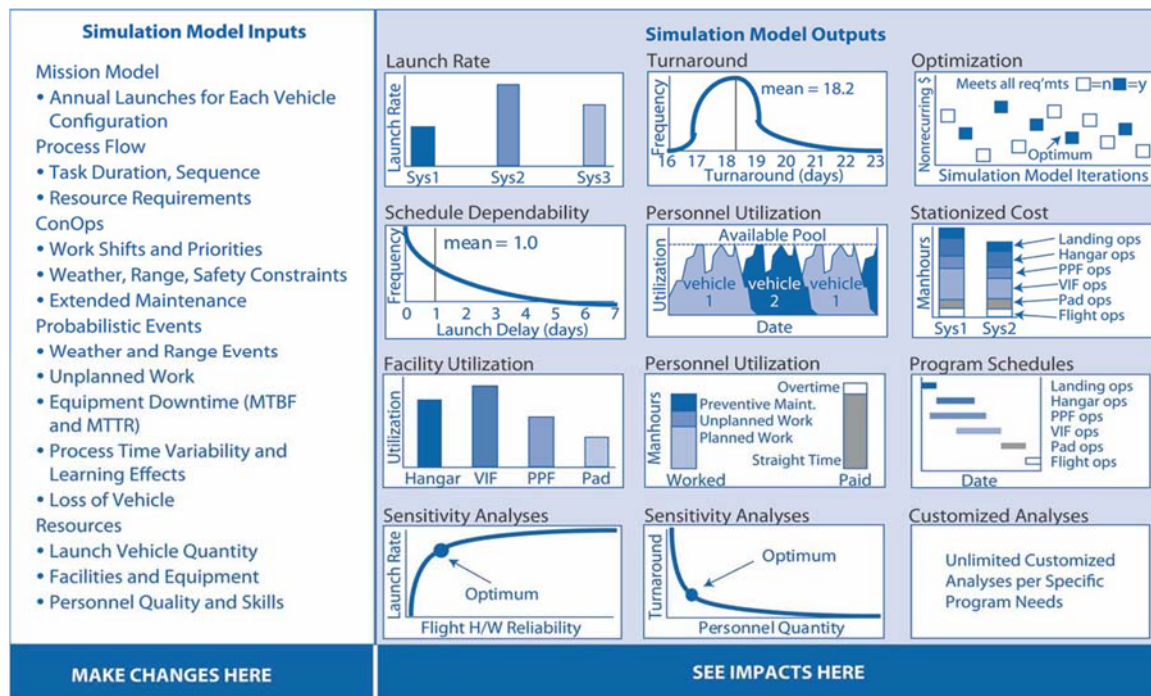 Simulation Model Inputs
Mission Model
• Annual Launches for Each Vehicle
Configuration
Process Flow
• Task Duration, Sequence
• Resource Requirements
ConOps
• Work Shifts and Priorities
• Weather, Range, Safety Constraints
• Extended Maintenance
Probabilistic Events
• Weather and Range Events
• Unplanned Work
• Equipment Downtime (MTBF
and MTTR)
• Process Time Variability and
Learning Effects
• Loss of Vehicle
Resources
• Launch Vehicle Quantity
• Facilities and Equipment
• Personnel Quality and Skills
MAKE CHANGES HERE
Simulation Model Outputs
Launch Rate
Launch Rate
Sys1 Sys2 Sys3
Turnaround
Frequency
mean = 18.2
16 17 18 19 20 21 22 23
Turnaround (days)
Optimization
Meets all req'mts =n =y
Nonrecurring $
Optimum
Simulation Model Iterations
Schedule Dependability
Frequency
mean = 1.0
0 1 2 3 4 5 6 7
Launch Delay (days)
Personnel Utilization
Utilization
Available Pool
vehicle 1
vehicle 2
vehicle 1
Date
Stationized Cost
Manhours
Landing ops
Hangar ops
PPF ops
VIF ops
Pad ops
Flight ops
Sys1 Sys2
Facility Utilization
Utilization
Hangar VIF PPF Pad
Personnel Utilization
Manhours
Overtime
Preventive Maint.
Unplanned Work
Planned Work
Straight Time
Worked Paid
Program Schedules
Landing ops
Hangar ops
PPF ops
VIF ops
Pad ops
Flight ops
Date
Sensitivity Analyses
Launch Rate
Optimum
Flight H/W Reliability
Sensitivity Analyses
Turnaround
Optimum
Personnel Quantity
Customized Analyses
Unlimited Customized
Analyses per Specific
Program Needs
SEE IMPACTS HERE